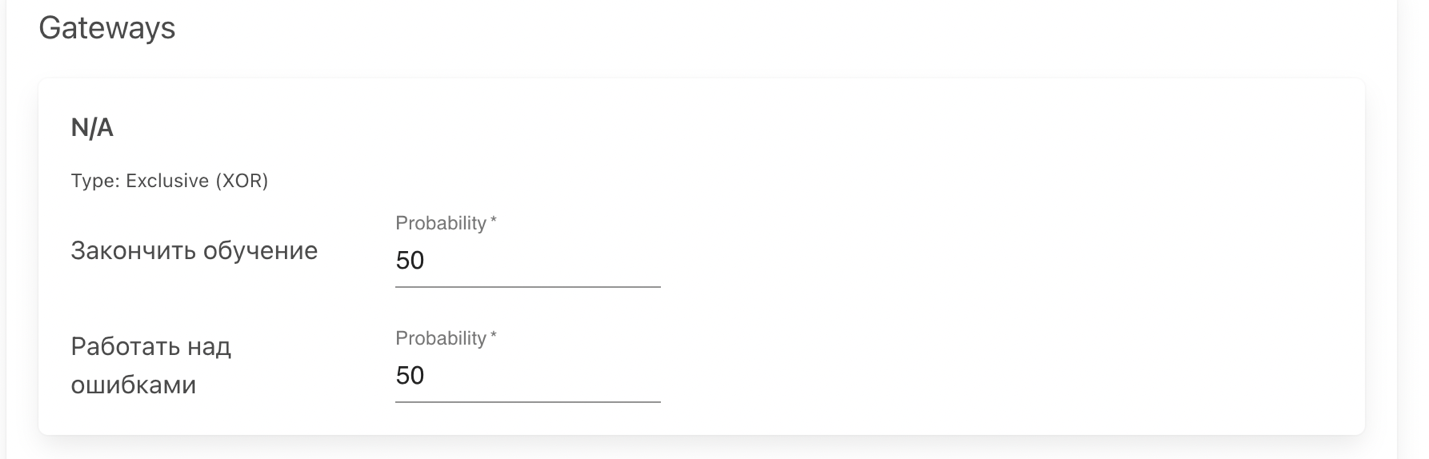 Gateways
N/A
Type: Exclusive (XOR)
Закончить обучение
Probability *
50
Работать над
ошибками
Probability *
50